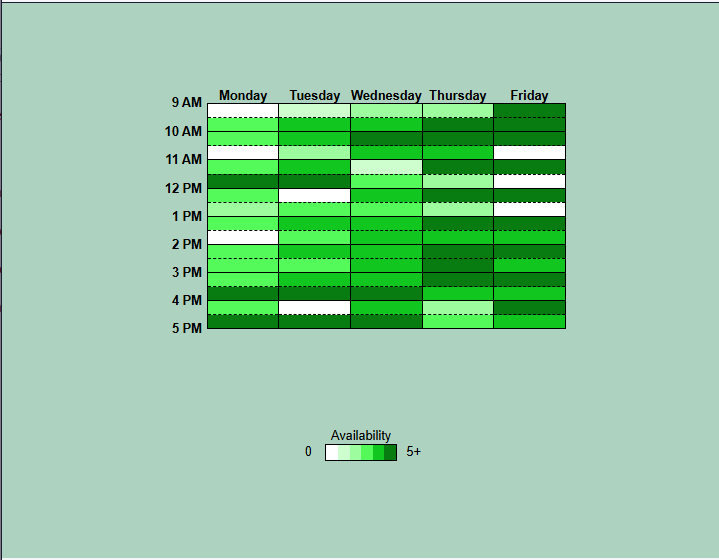 Monday Tuesday Wednesday Thursday Friday
9 AM
10 AM
11 AM
12 PM
1 PM
2 PM
3 PM
4 PM
5 PM
Availability
0 5+